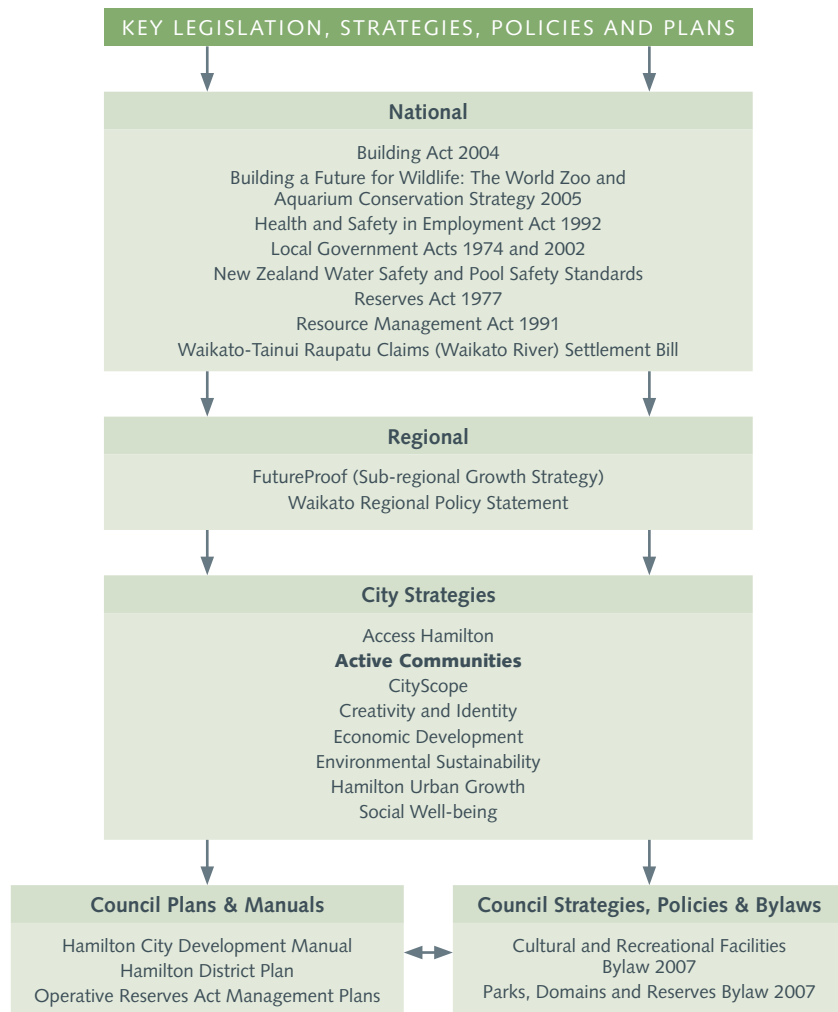 KEY LEGISLATION, STRATEGIES, POLICIES AND PLANS
National
Building Act 2004
Building a Future for Wildlife: The World Zoo and
Aquarium Conservation Strategy 2005
Health and Safety in Employment Act 1992
Local Government Acts 1974 and 2002
New Zealand Water Safety and Pool Safety Standards
Reserves Act 1977
Resource Management Act 1991
Waikato-Tainui Raupatu Claims (Waikato River) Settlement Bill
Regional
FutureProof (Sub-regional Growth Strategy)
Waikato Regional Policy Statement
City Strategies
Access Hamilton
Active Communities
CityScope
Creativity and Identity
Economic Development
Environmental Sustainability
Hamilton Urban Growth
Social Well-being
Council Plans & Manuals
Hamilton City Development Manual
Hamilton District Plan
Operative Reserves Act Management Plans
Council Strategies, Policies & Bylaws
Cultural and Recreational Facilities
Bylaw 2007
Parks, Domains and Reserves Bylaw 2007